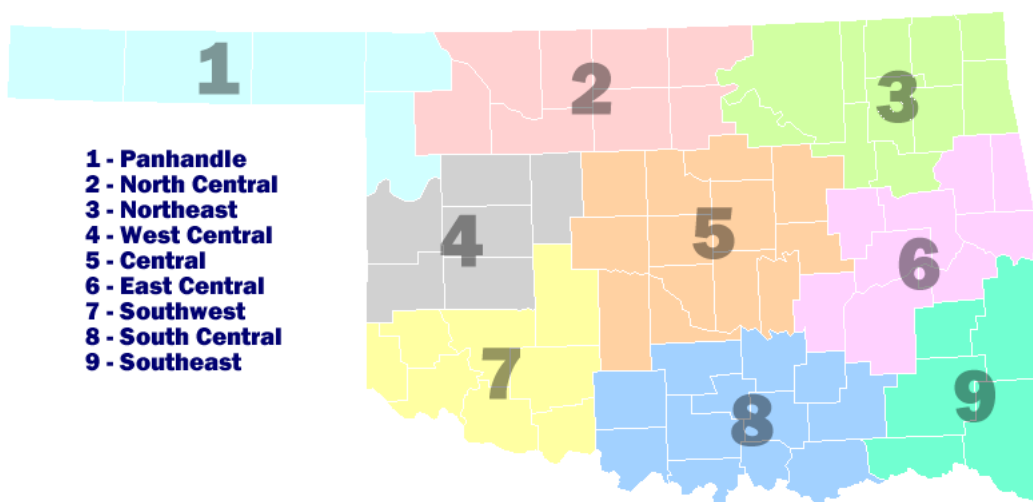 1
2
3
1 - Panhandle
2 - North Central
3 - Northeast
4 - West Central
5 - Central
6 - East Central
7 - Southwest
8 - South Central
9 - Southeast
4
5
6
7
8
9